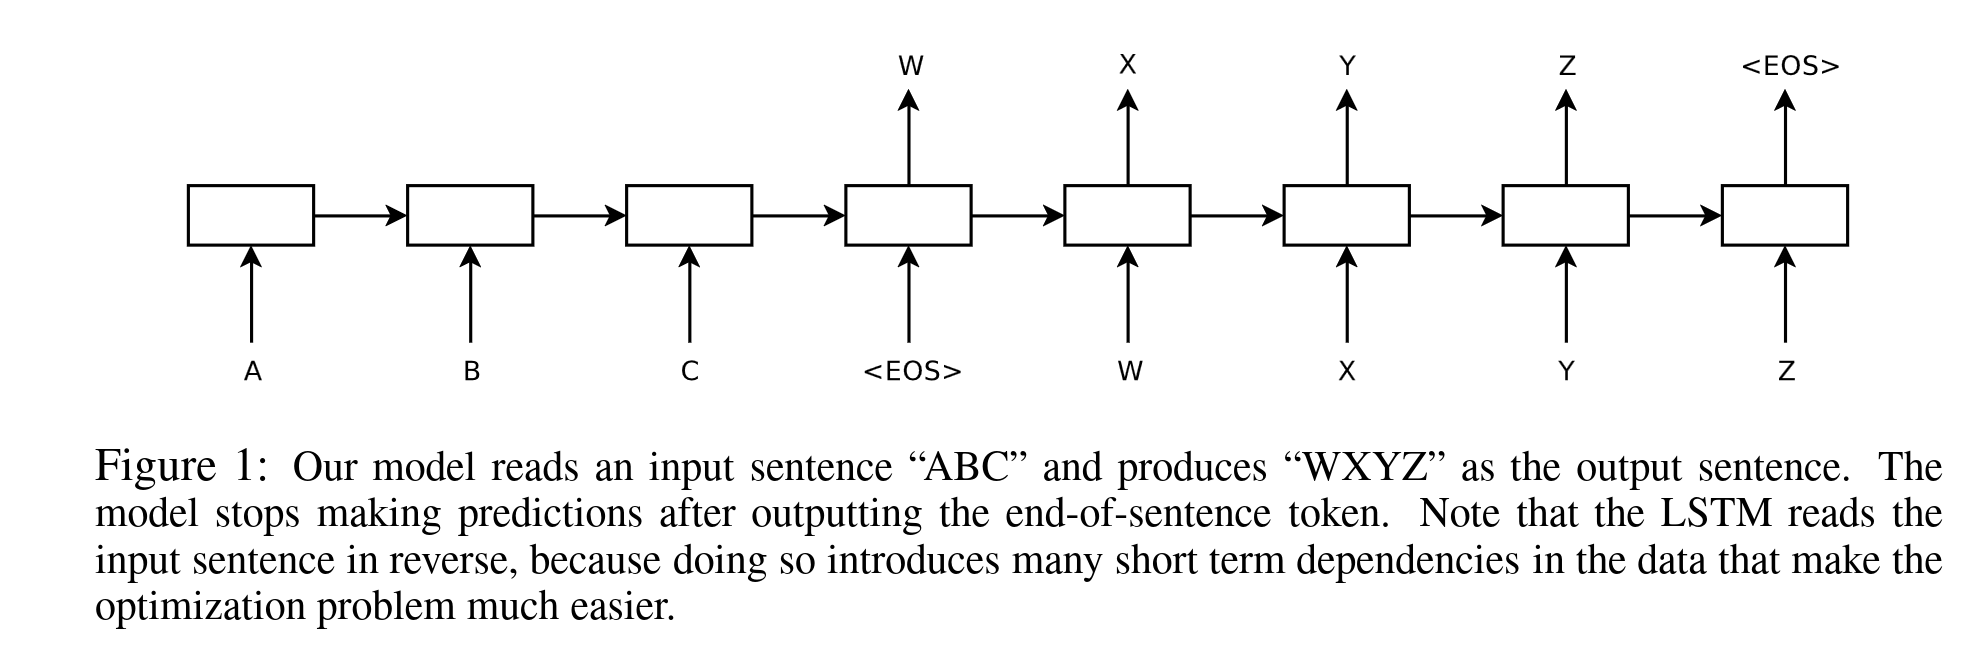 W X Y Z <EOS>
A B C <EOS> W X Y Z
Figure 1: Our model reads an input sentence “ABC” and produces “WXYZ” as the output sentence. The
model stops making predictions after outputting the end-of-sentence token. Note that the LSTM reads the
input sentence in reverse, because doing so introduces many short term dependencies in the data that make the
optimization problem much easier.